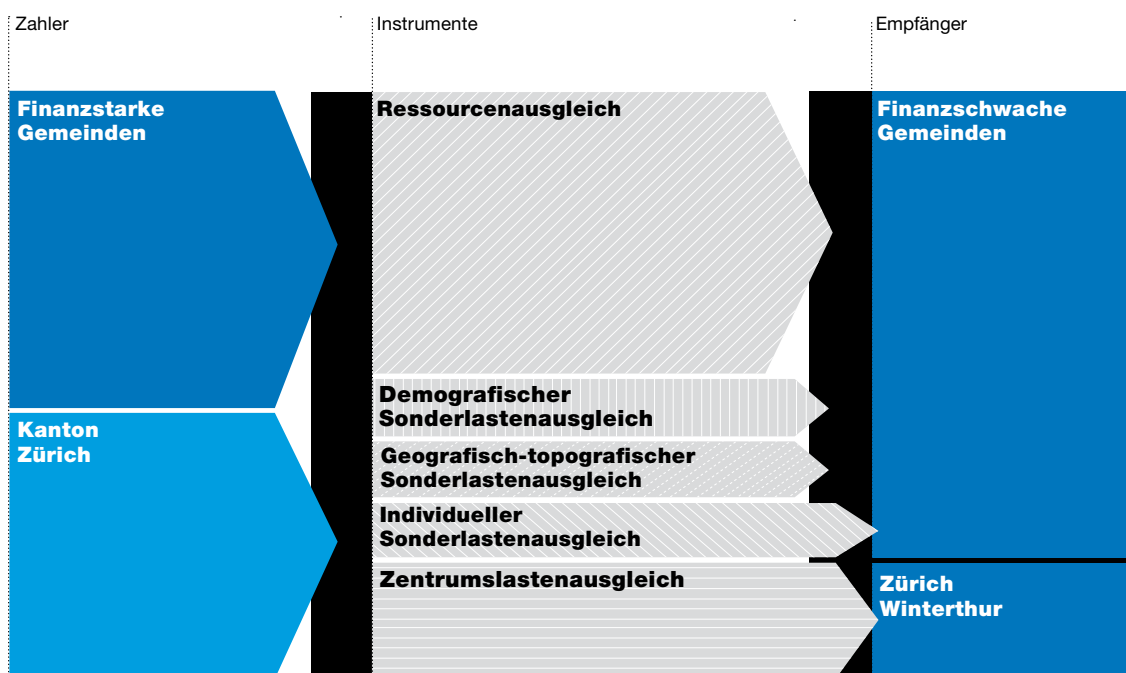 Zahler
Instrumente
Empfänger
Finanzstarke
Gemeinden
Ressourcenausgleich
Finanzschwache
Gemeinden
Demografischer
Sonderlastenausgleich
Kanton
Zürich
Geografisch-topografischer
Sonderlastenausgleich
Individueller
Sonderlastenausgleich
Zentrumslastenausgleich
Zürich
Winterthur